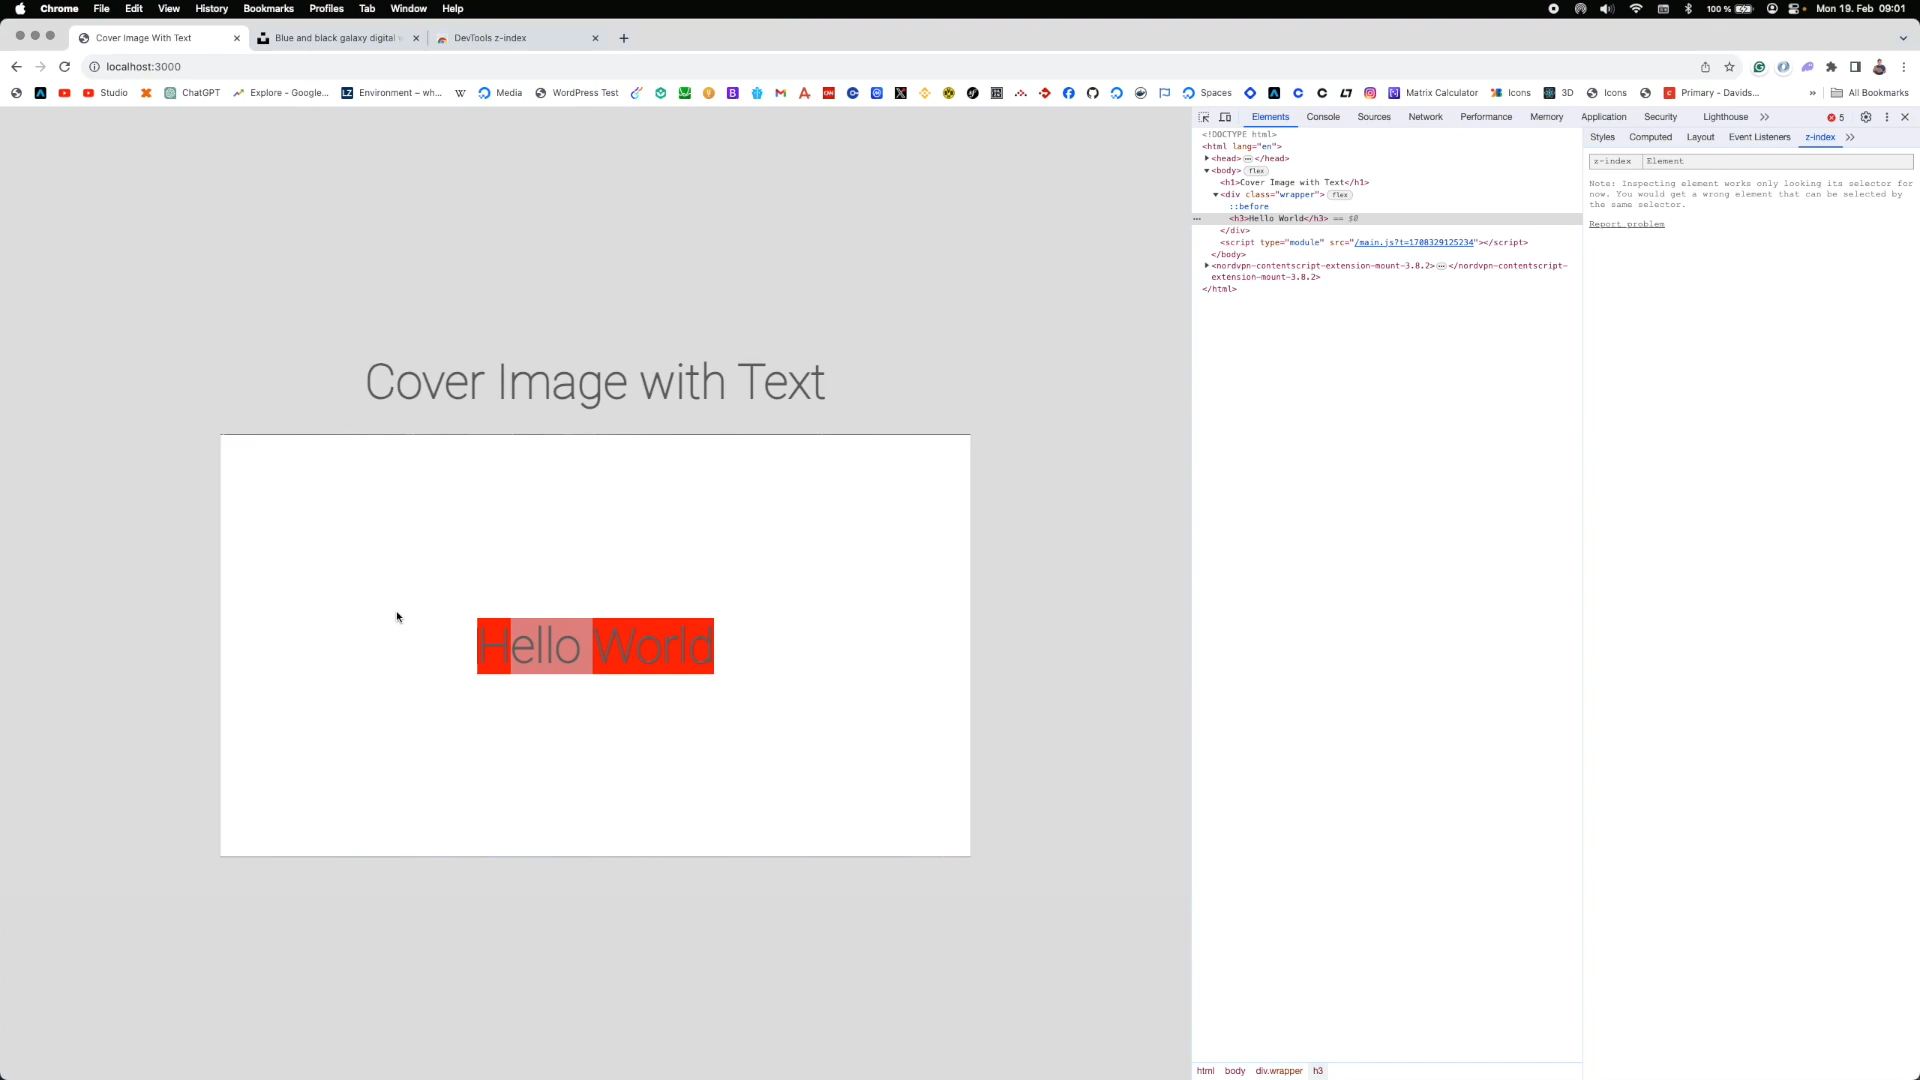 Chrome File Edit View History Bookmarks Profiles Tab Window Help
100 % Mon 19. Feb 09:01
Cover Image With Text
Blue and black galaxy digital
DevTools z-index
localhost:3000
Studio
ChatGPT
Explore - Google...
Environment – wh...
Media
WordPress Test
Spaces
Matrix Calculator
Icons
3D
Icons
Primary - Davids...
All Bookmarks
Elements Console Sources Network Performance Memory Application Security Lighthouse
5
<!DOCTYPE html>
<html lang="en">
<head> </head>
<body> flex
<h1>Cover Image with Text</h1>
<div class="wrapper"> flex
::before
<h3>Hello World</h3> == $0
</div>
<script type="module" src="/main.js?t=1708329125234"></script>
</body>
<nordvpn-contentscript-extension-mount-3.8.2> </nordvpn-contentscript-
extension-mount-3.8.2>
</html>
Styles Computed Layout Event Listeners z-index
z-index Element
Note: Inspecting element works only looking its selector for
now. You would get a wrong element that can be selected by
the same selector.
Report problem
Cover Image with Text
Hello World
html body div.wrapper h3